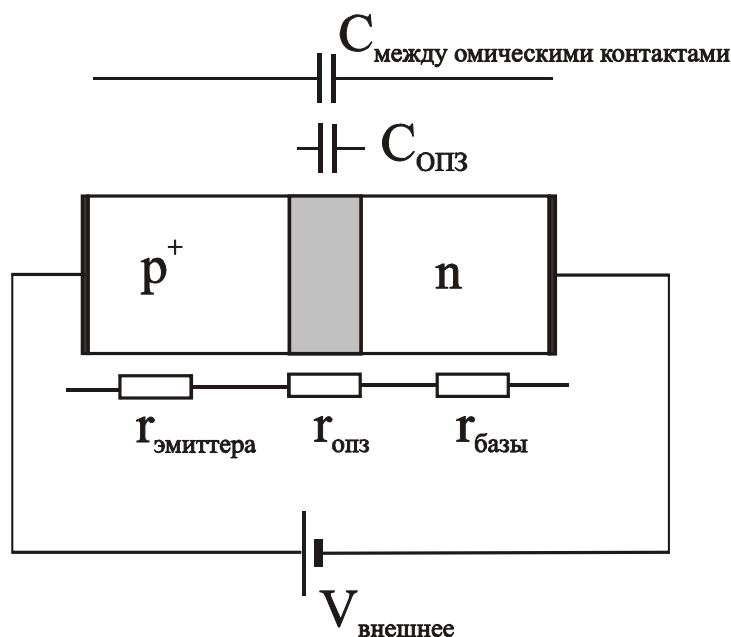 Cмежду омическими контактами
CОПЗ
p+
n
rэмиттера
rопз
rбазы
Vвнешнее